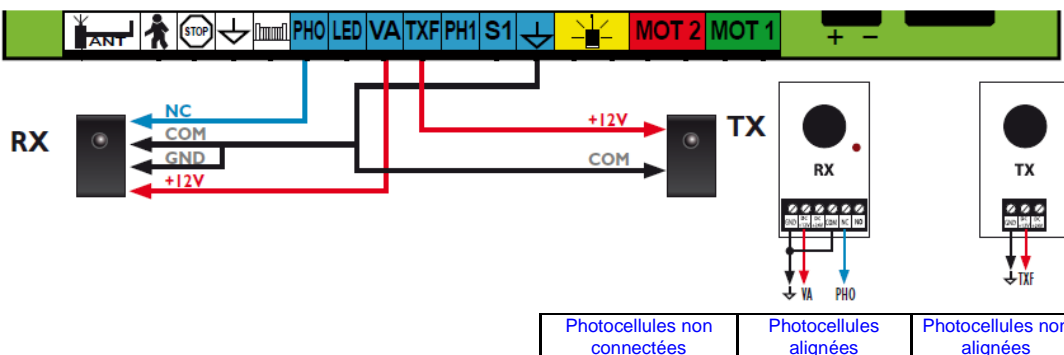 ANT STOP PHO LED VA TXF PH1 S1 MOT 2 MOT 1
+ −
RX
NC
COM
GND
+12V
+12V
COM
TX
RX
GND COM NC NO
VA PHO
TX
GND
TXF
Photocellules non
connectées
Photocellules
alignées
Photocellules non
alignées